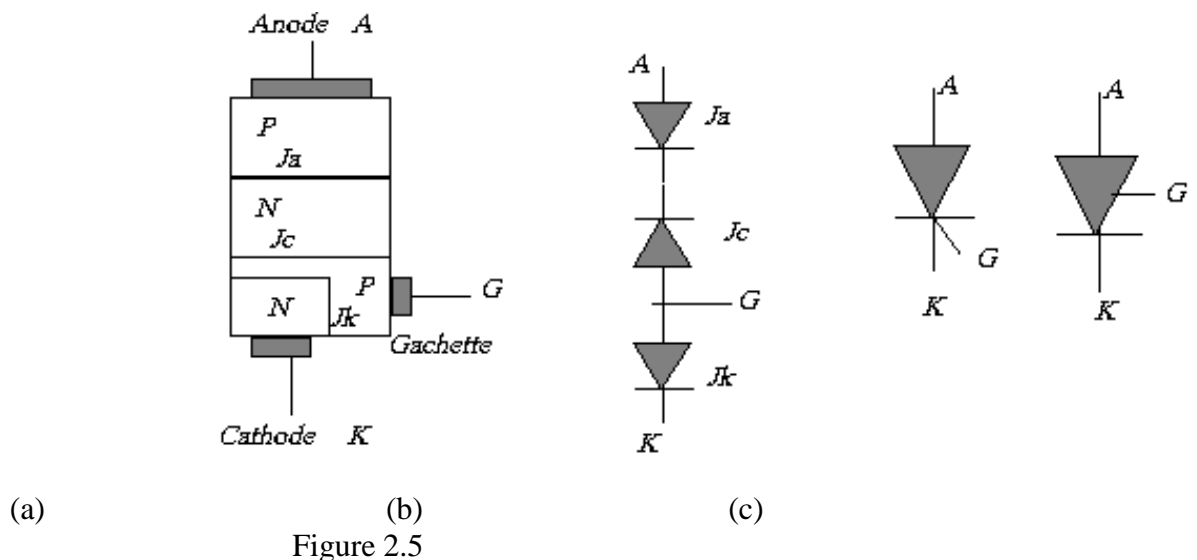 Anode A
P
Ja
N
Jc
P
N
Jk
G
Gachette
Cathode K
A
Ja
Jc
G
Jk
K
A
G
K
A
G
K
(a) (b) (c)
Figure 2.5